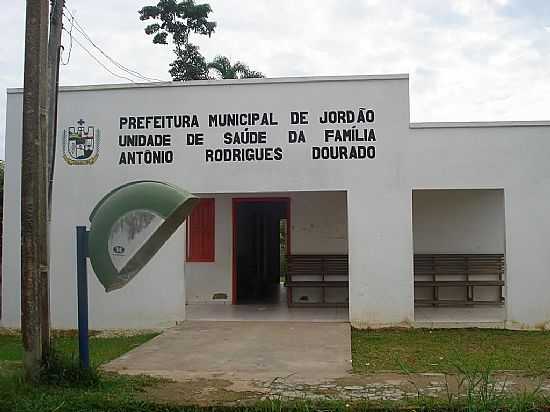 PREFEITURA MUNICIPAL DE JORDÃO
UNIDADE DE SAÚDE DA FAMÍLIA
ANTÔNIO RODRIGUES DOURADO